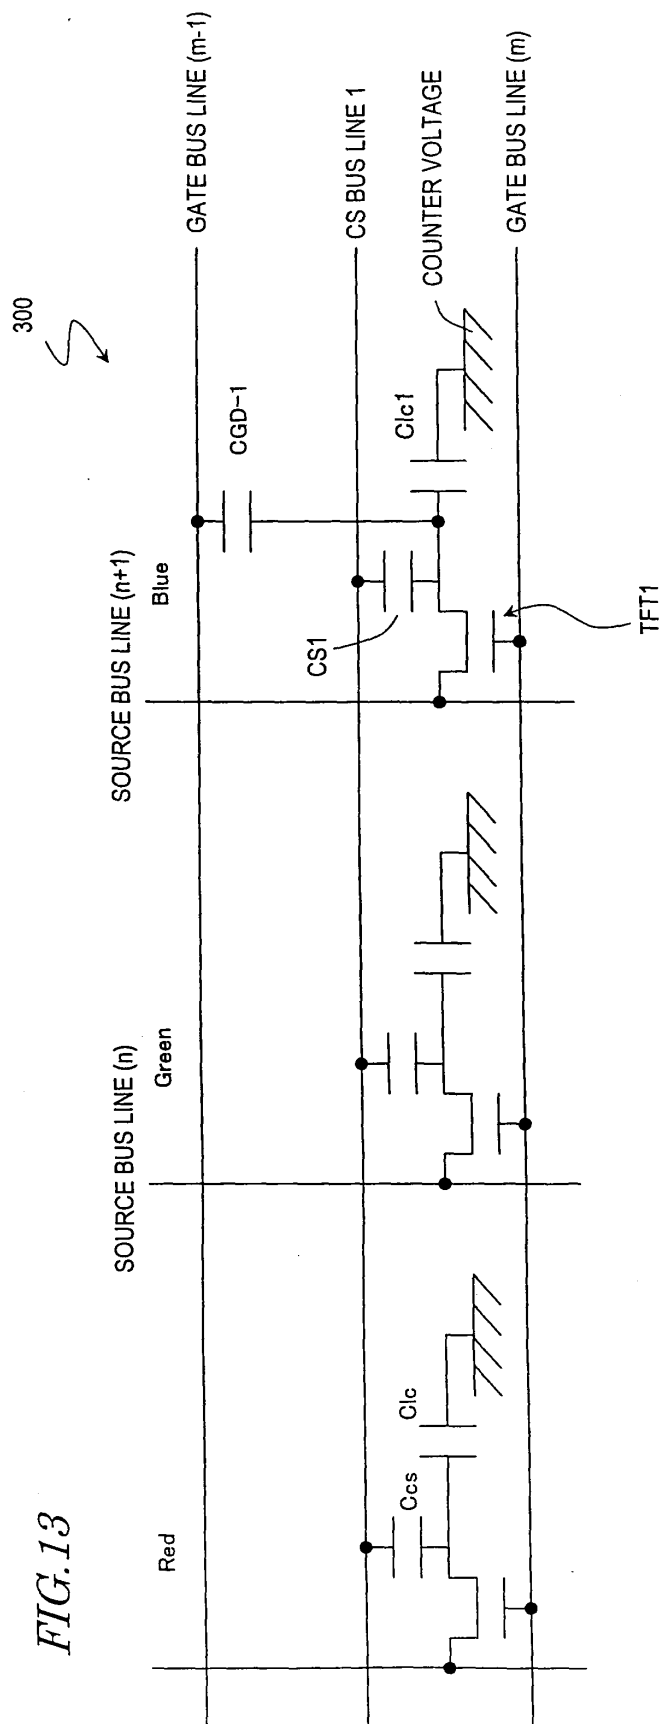 FIG.13
300
SOURCE BUS LINE (n)
SOURCE BUS LINE (n+1)
Red
Green
Blue
GATE BUS LINE (m-1)
CGD-1
CS BUS LINE 1
Ccs
Clc
CS1
Clc1
COUNTER VOLTAGE
GATE BUS LINE (m)
TFT1